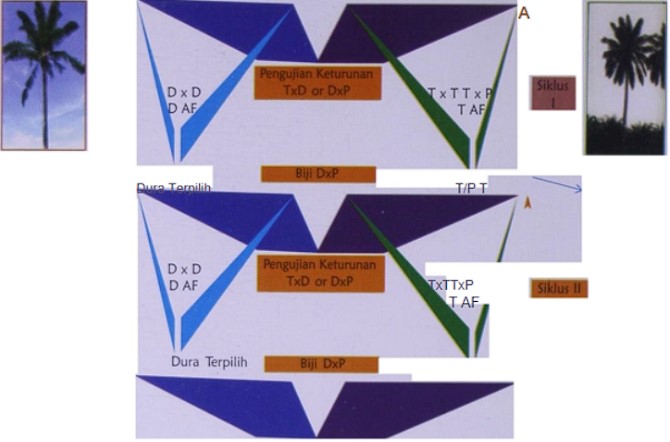 A
Pengujian Keturunan
TxD or DxP
D x D
D AF
T x T T x P
T AF
Siklus
I
Biji DxP
Dura Terpilih
T/P T
Pengujian Keturunan
TxD or DxP
D x D
D AF
TxTTxP
T AF
Siklus II
Dura Terpilih
Biji DxP